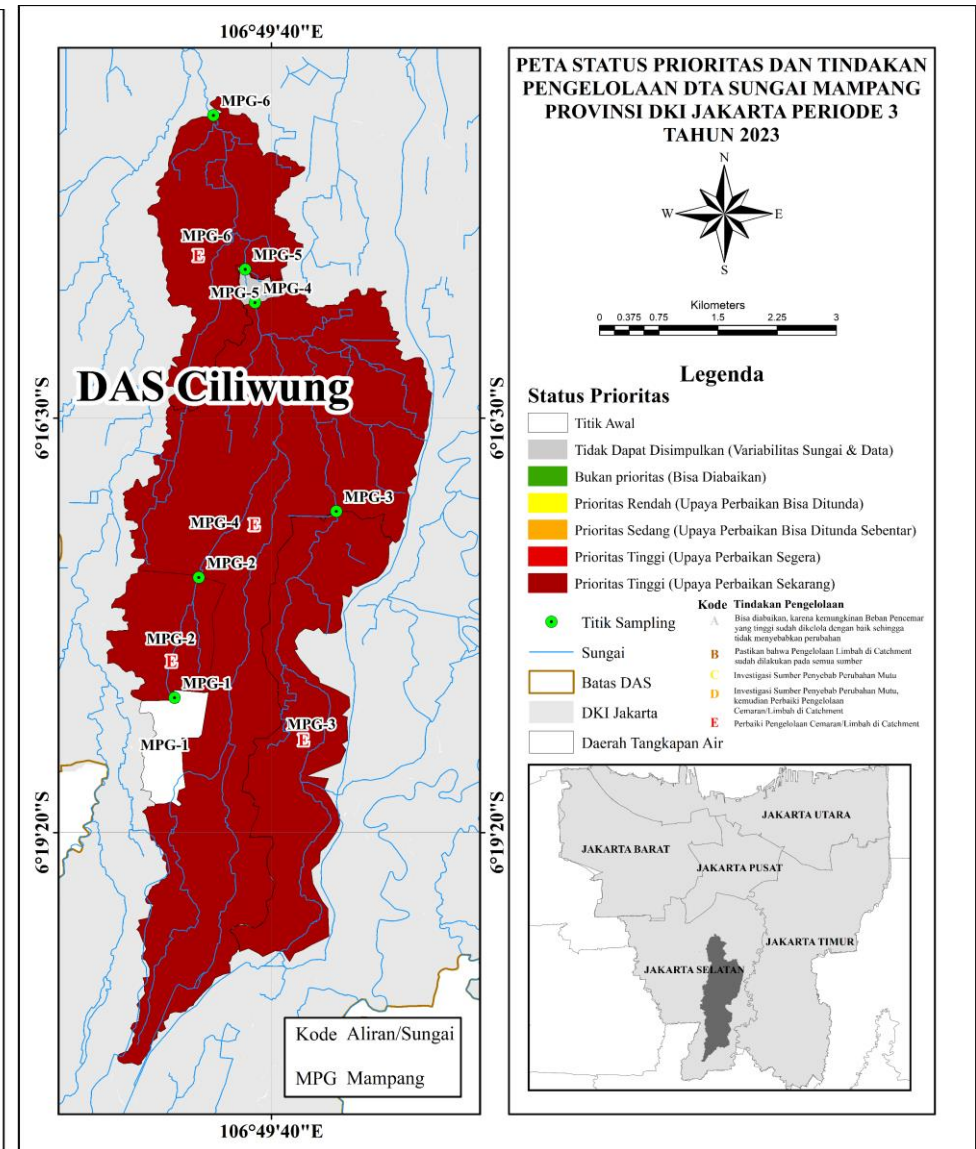 106°49'40"E
MPG-6
MPG-6
E
MPG-5
MPG-5
MPG-4
DAS Ciliwung
6°16'30"S
6°16'30"S
MPG-3
MPG-4
E
MPG-2
MPG-2
E
MPG-1
MPG-1
MPG-3
E
6°19'20"S
6°19'20"S
Kode Aliran/Sungai
MPG Mampang
106°49'40"E
PETA STATUS PRIORITAS DAN TINDAKAN
PENGELOLAAN DTA SUNGAI MAMPANG
PROVINSI DKI JAKARTA PERIODE 3
TAHUN 2023
N
W
E
S
Kilometers
0 0.375 0.75 1.5 2.25 3
Legenda
Status Prioritas
Titik Awal
Tidak Dapat Disimpulkan (Variabilitas Sungai & Data)
Bukan prioritas (Bisa Diabaikan)
Prioritas Rendah (Upaya Perbaikan Bisa Ditunda)
Prioritas Sedang (Upaya Perbaikan Bisa Ditunda Sebentar)
Prioritas Tinggi (Upaya Perbaikan Segera)
Prioritas Tinggi (Upaya Perbaikan Sekarang)
Titik Sampling
Sungai
Batas DAS
DKI Jakarta
Daerah Tangkapan Air
Kode Tindakan Pengelolaan
A Bisa diabaikan, karena kemungkinan Beban Pencemar
yang tinggi sudah dikelola dengan baik sehingga
tidak menyebabkan perubahan
B Pastikan bahwa Pengelolaan Limbah di Catchment
sudah dilakukan pada semua sumber
C Investigasi Sumber Penyebab Perubahan Mutu
D Investigasi Sumber Penyebab Perubahan Mutu,
kemudian Perbaiki Pengelolaan
Cemaran/Limbah di Catchment
E Perbaiki Pengelolaan Cemaran/Limbah di Catchment
JAKARTA UTARA
JAKARTA BARAT
JAKARTA PUSAT
JAKARTA TIMUR
JAKARTA SELATAN